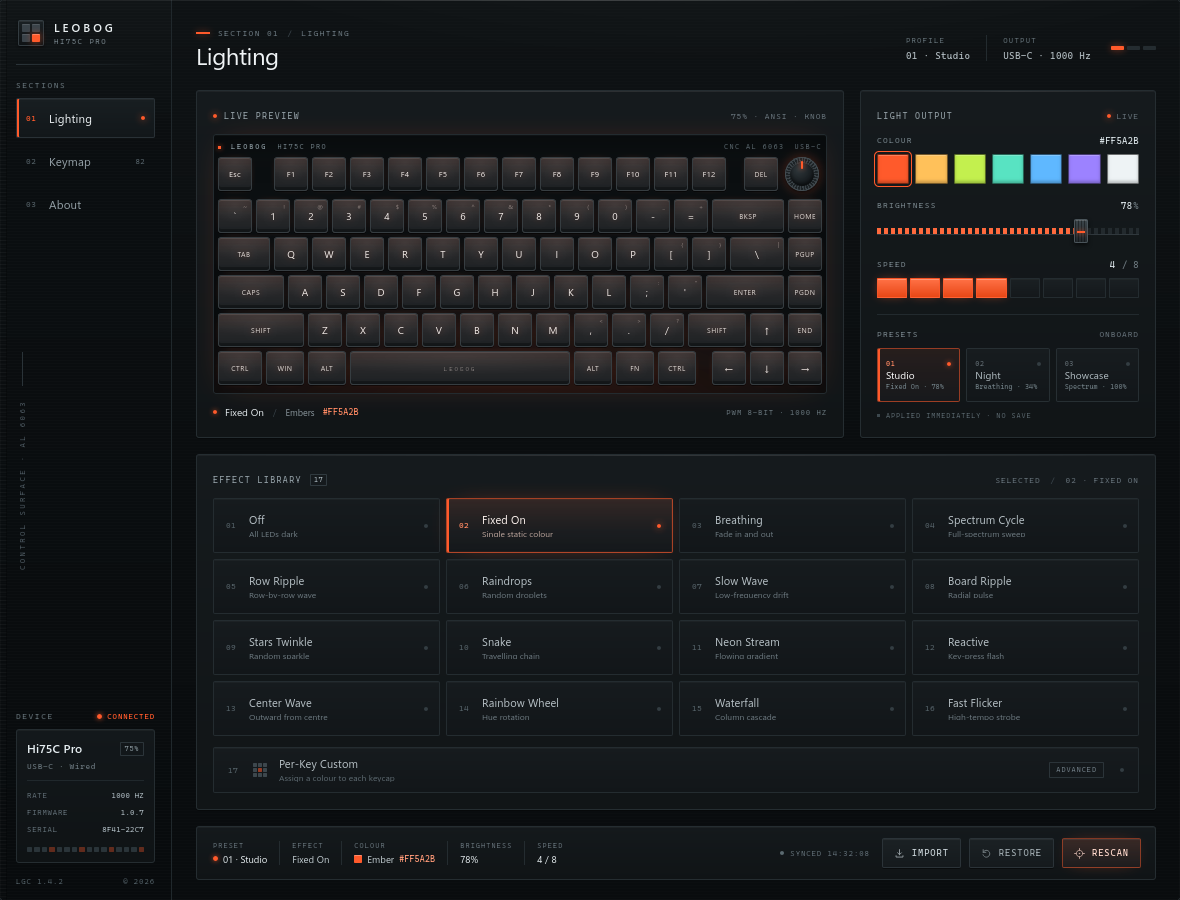 LEOBOG
HI75C PRO
SECTIONS
01 Lighting
02 Keymap 82
03 About
CONTROL SURFACE · AL 6063
DEVICE CONNECTED
Hi75C Pro 75%
USB-C · Wired
RATE 1000 HZ
FIRMWARE 1.0.7
SERIAL 8F41-22C7
LGC 1.4.2 © 2026
SECTION 01 / LIGHTING
Lighting
PROFILE
01 · Studio
OUTPUT
USB-C · 1000 Hz
LIVE PREVIEW 75% · ANSI · KNOB
LEOBOG HI75C PRO CNC AL 6063 USB-C
Esc F1 F2 F3 F4 F5 F6 F7 F8 F9 F10 F11 F12 DEL
` 1 2 3 4 5 6 7 8 9 0 - = BKSP HOME
TAB Q W E R T Y U I O P [ ] \ PGUP
CAPS A S D F G H J K L ; ' ENTER PGDN
SHIFT Z X C V B N M , . / SHIFT ↑ END
CTRL WIN ALT LEOBOG ALT FN CTRL ← ↓ →
Fixed On / Embers #FF5A2B PWM 8-BIT · 1000 HZ
LIGHT OUTPUT LIVE
COLOUR #FF5A2B
BRIGHTNESS 78%
SPEED 4 / 8
PRESETS ONBOARD
01
Studio
Fixed On · 78%
02
Night
Breathing · 34%
03
Showcase
Spectrum · 100%
APPLIED IMMEDIATELY · NO SAVE
EFFECT LIBRARY 17 SELECTED / 02 · FIXED ON
01 Off
All LEDs dark
02 Fixed On
Single static colour
03 Breathing
Fade in and out
04 Spectrum Cycle
Full-spectrum sweep
05 Row Ripple
Row-by-row wave
06 Raindrops
Random droplets
07 Slow Wave
Low-frequency drift
08 Board Ripple
Radial pulse
09 Stars Twinkle
Random sparkle
10 Snake
Travelling chain
11 Neon Stream
Flowing gradient
12 Reactive
Key-press flash
13 Center Wave
Outward from centre
14 Rainbow Wheel
Hue rotation
15 Waterfall
Column cascade
16 Fast Flicker
High-tempo strobe
17 Per-Key Custom
Assign a colour to each keycap
ADVANCED
PRESET
01 · Studio
EFFECT
Fixed On
COLOUR
Ember #FF5A2B
BRIGHTNESS
78%
SPEED
4 / 8
SYNCED 14:32:08
IMPORT
RESTORE
RESCAN